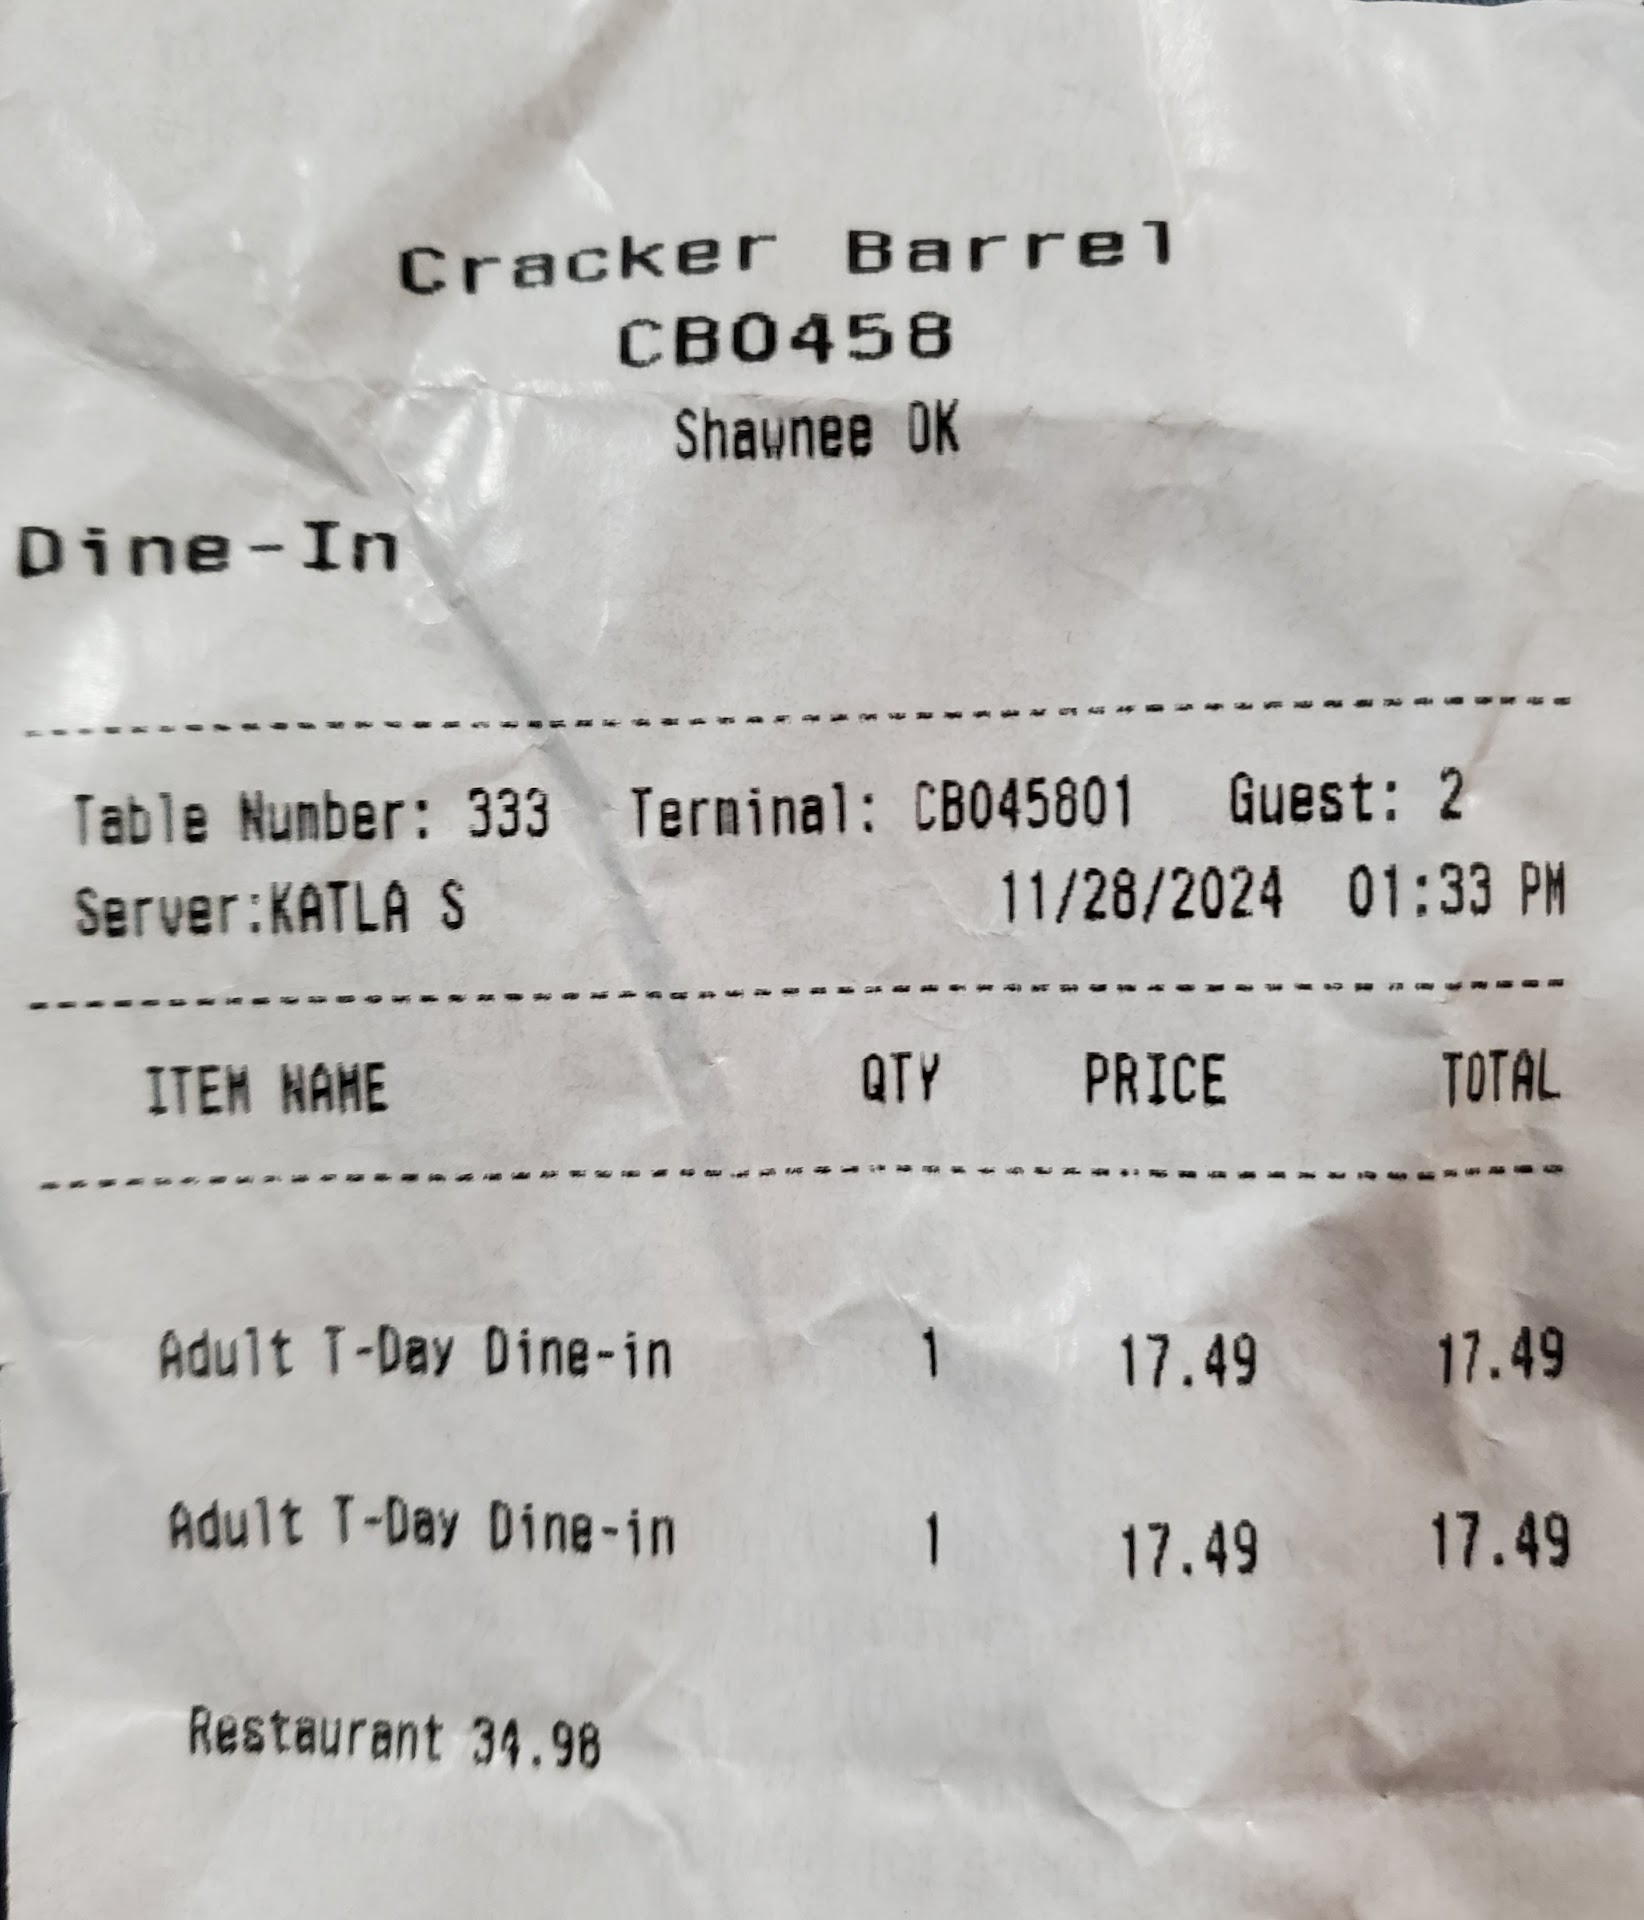 Cracker Barrel
CB0458
Shawnee OK
Dine-In
Table Number: 333 Terminal: CB045801 Guest: 2
Server:KATLA S 11/28/2024 01:33 PM
ITEM NAME QTY PRICE TOTAL
Adult T-Day Dine-in 1 17.49 17.49
Adult T-Day Dine-in 1 17.49 17.49
Restaurant 34.98